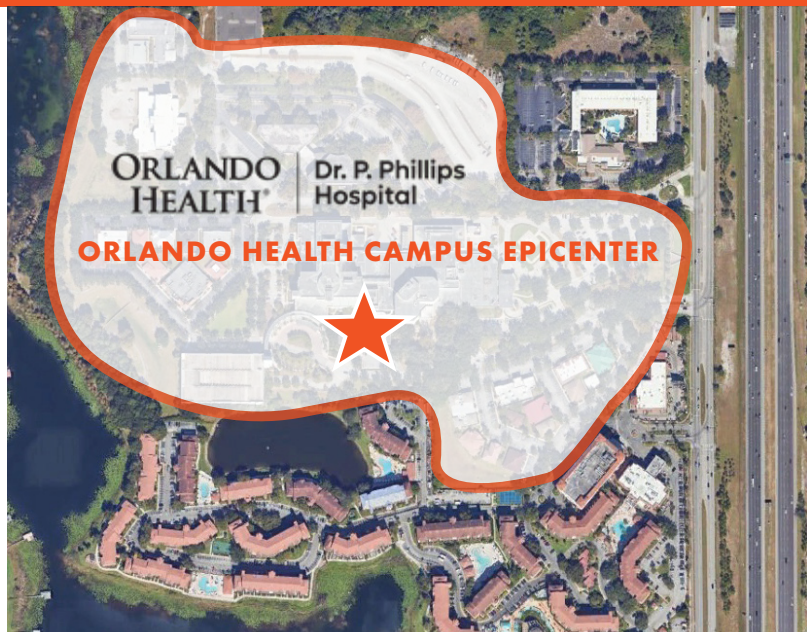 ORLANDO HEALTH®
Dr. P. Phillips Hospital
ORLANDO HEALTH CAMPUS EPICENTER